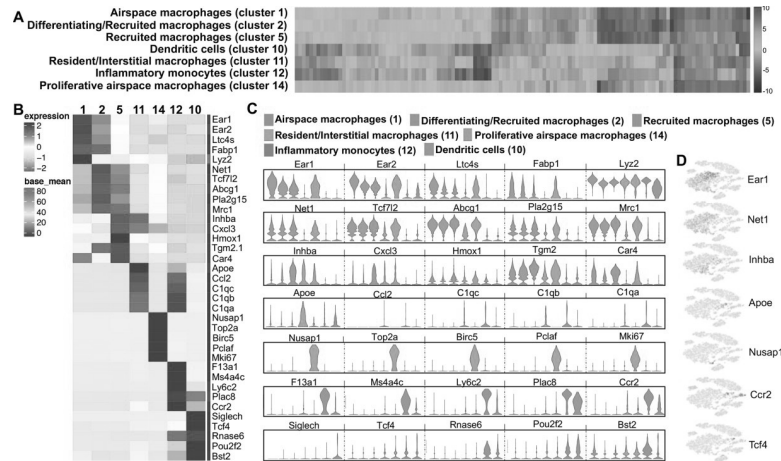 A
Airspace macrophages (cluster 1)
Differentiating/Recruited macrophages (cluster 2)
Recruited macrophages (cluster 5)
Dendritic cells (cluster 10)
Resident/Interstitial macrophages (cluster 11)
Inflammatory monocytes (cluster 12)
Proliferative airspace macrophages (cluster 14)
10
5
0
-5
-10
B
expression
2
1
0
-1
-2
base_mean
80
60
40
20
0
1 2 5 11 14 12 10
Ear1
Ear2
Ltc4s
Fabp1
Lyz2
Net1
Tcf7l2
Abcg1
Pla2g15
Mrc1
Inhba
Cxcl3
Hmox1
Tgm2.1
Car4
Apoe
Ccl2
C1qc
C1qb
C1qa
Nusap1
Top2a
Birc5
Pclaf
Mki67
F13a1
Ms4a4c
Ly6c2
Plac8
Ccr2
Siglech
Tcf4
Rnase6
Pou2f2
Bst2
C
Airspace macrophages (1) Differentiating/Recruited macrophages (2) Recruited macrophages (5)
Resident/Interstitial macrophages (11) Proliferative airspace macrophages (14)
Inflammatory monocytes (12) Dendritic cells (10)
Ear1 Ear2 Ltc4s Fabp1 Lyz2
Net1 Tcf7l2 Abcg1 Pla2g15 Mrc1
Inhba Cxcl3 Hmox1 Tgm2 Car4
Apoe Ccl2 C1qc C1qb C1qa
Nusap1 Top2a Birc5 Pclaf Mki67
F13a1 Ms4a4c Ly6c2 Plac8 Ccr2
Siglech Tcf4 Rnase6 Pou2f2 Bst2
D
Ear1
Net1
Inhba
Apoe
Nusap1
Ccr2
Tcf4